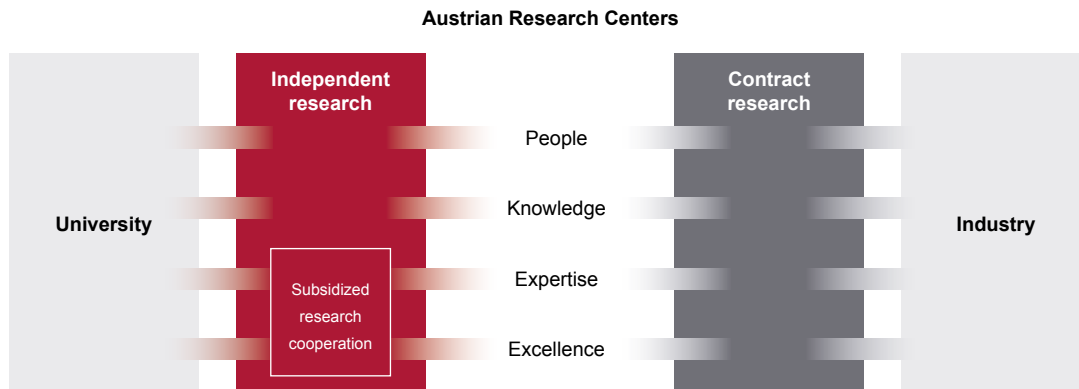 Austrian Research Centers
Independent
research
Contract
research
People
Knowledge
University
Industry
Expertise
Subsidized
research
cooperation
Excellence